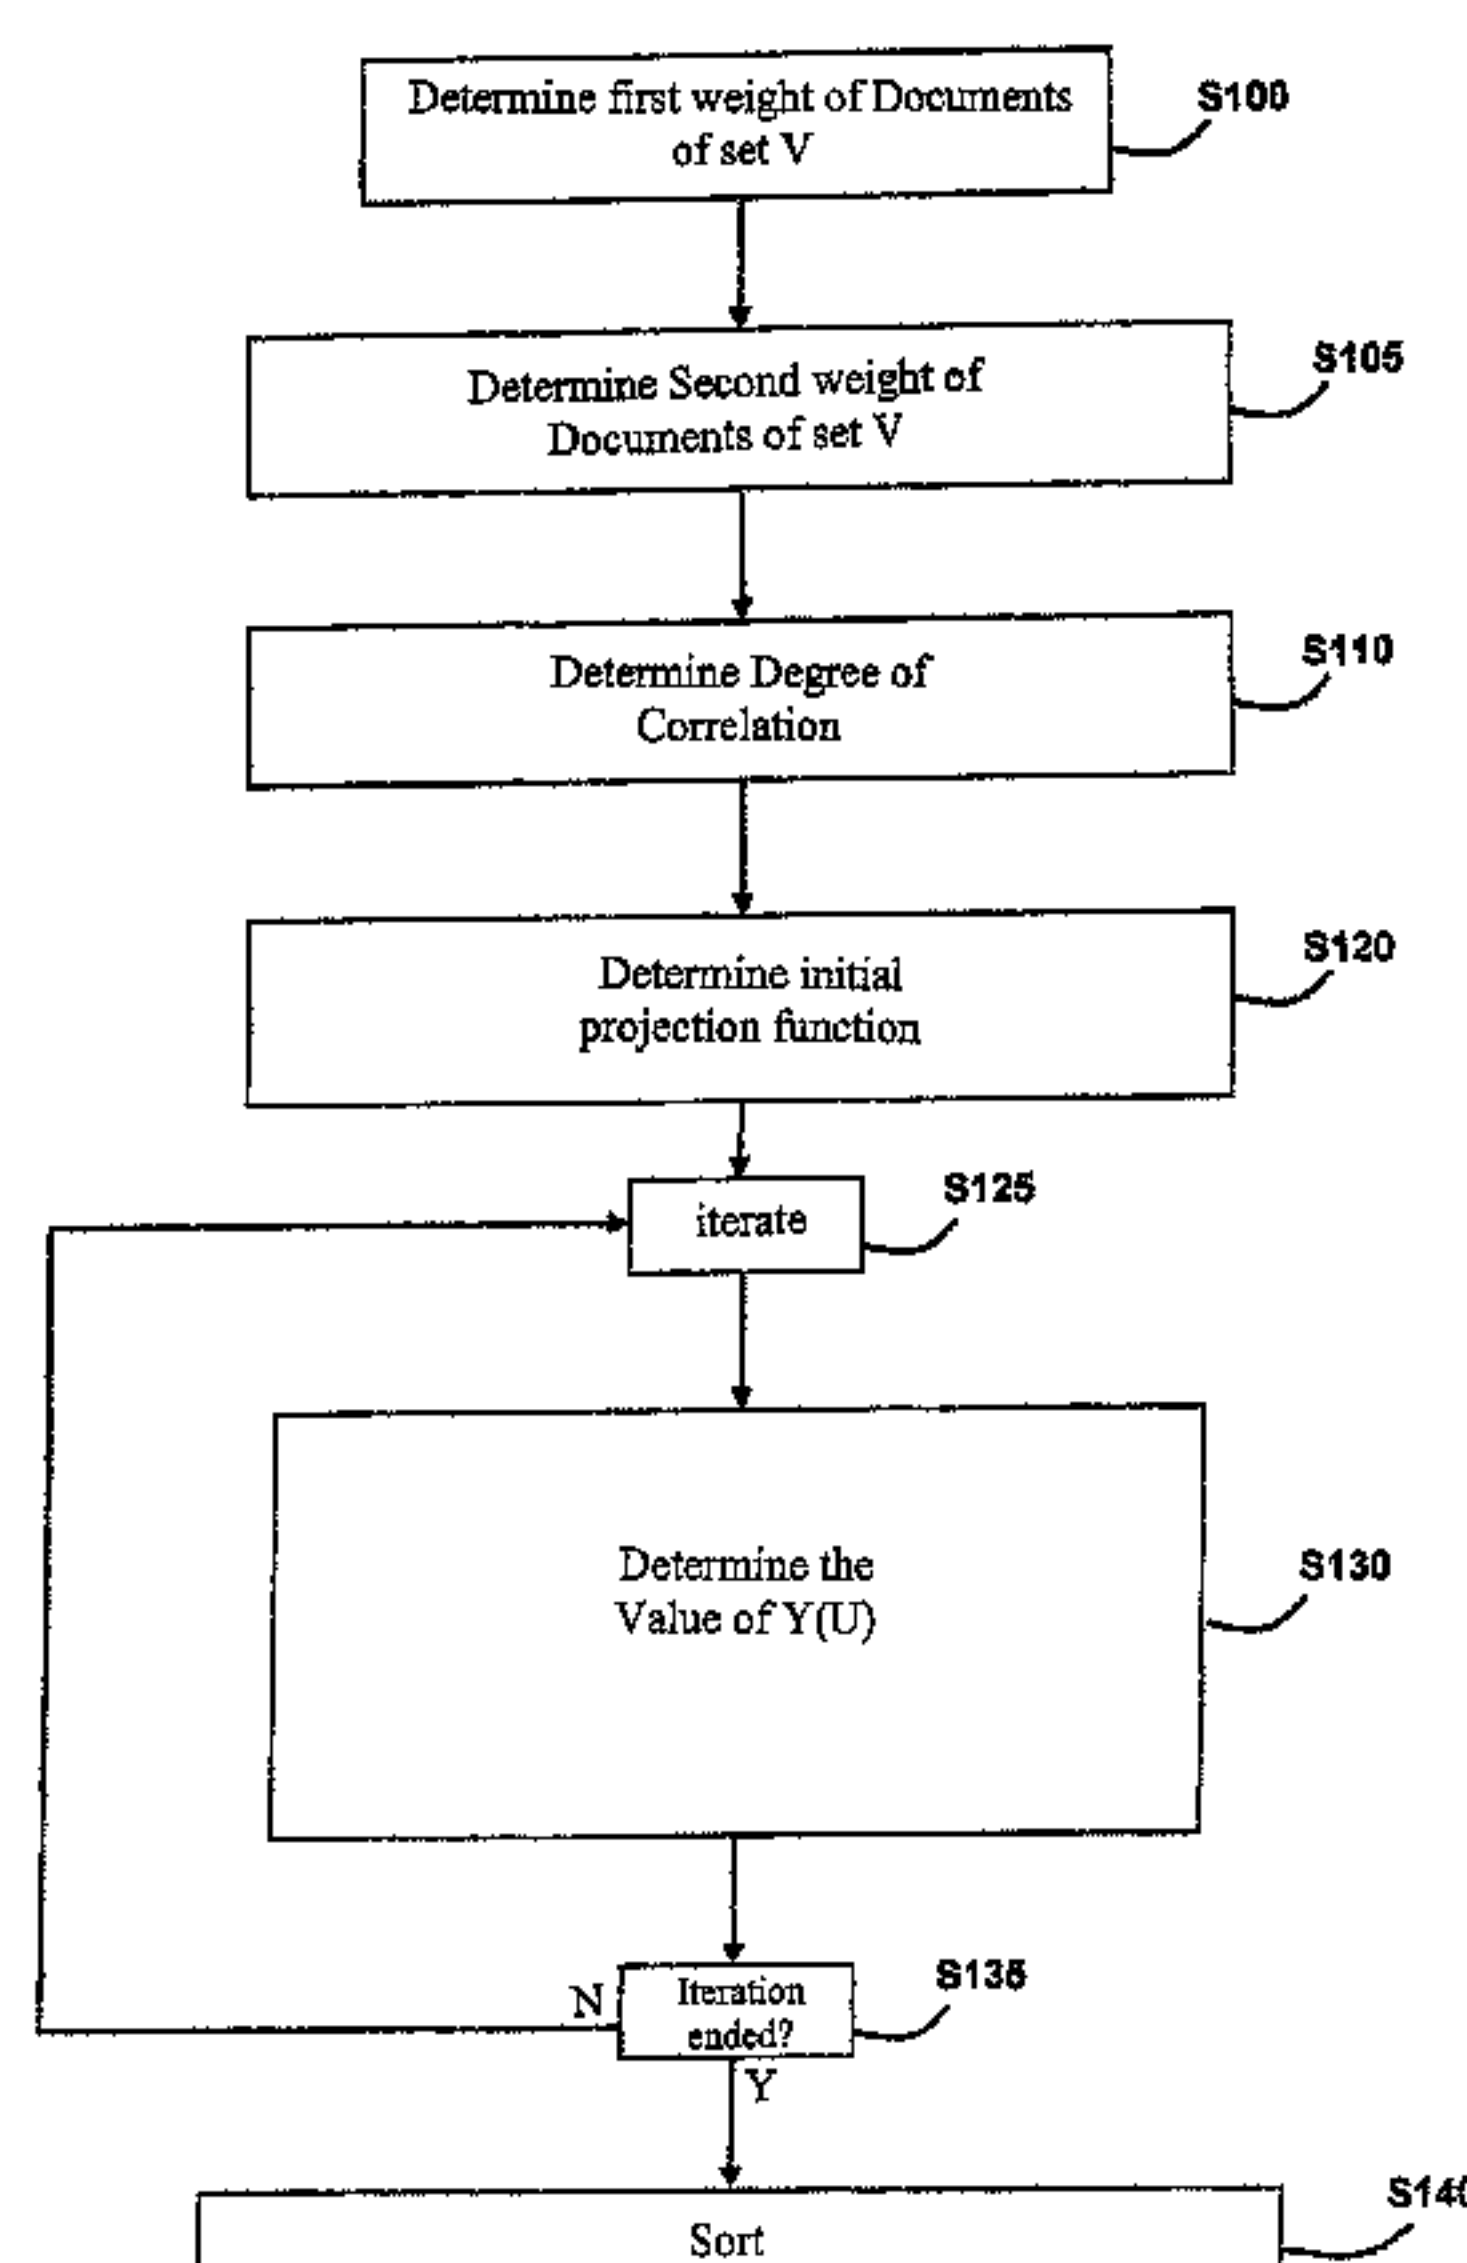 Determine first weight of Documents
of set V
S100
Determine Second weight of
Documents of set V
S105
Determine Degree of
Correlation
S110
Determine initial
projection function
S120
iterate
S125
Determine the
Value of Y(U)
S130
Iteration
ended?
S135
N
Y
Sort
S140